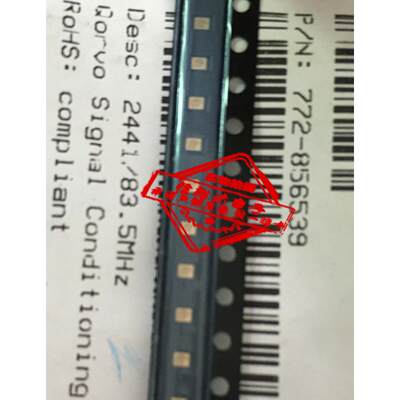 P/N: 772-856539
Desc: 2441/83.5MHz
Qorvo Signal Conditioning
RoHS: compliant